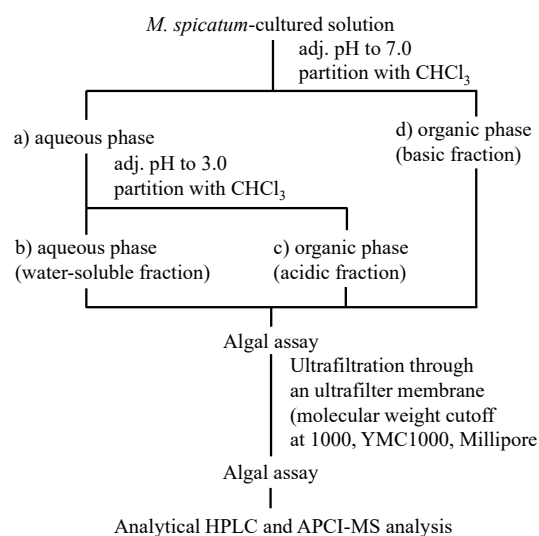 M. spicatum-cultured solution
adj. pH to 7.0
partition with CHCl3
a) aqueous phase
d) organic phase
(basic fraction)
adj. pH to 3.0
partition with CHCl3
b) aqueous phase
(water-soluble fraction)
c) organic phase
(acidic fraction)
Algal assay
Ultrafiltration through
an ultrafilter membrane
(molecular weight cutoff
at 1000, YMC1000, Millipore
Algal assay
Analytical HPLC and APCI-MS analysis